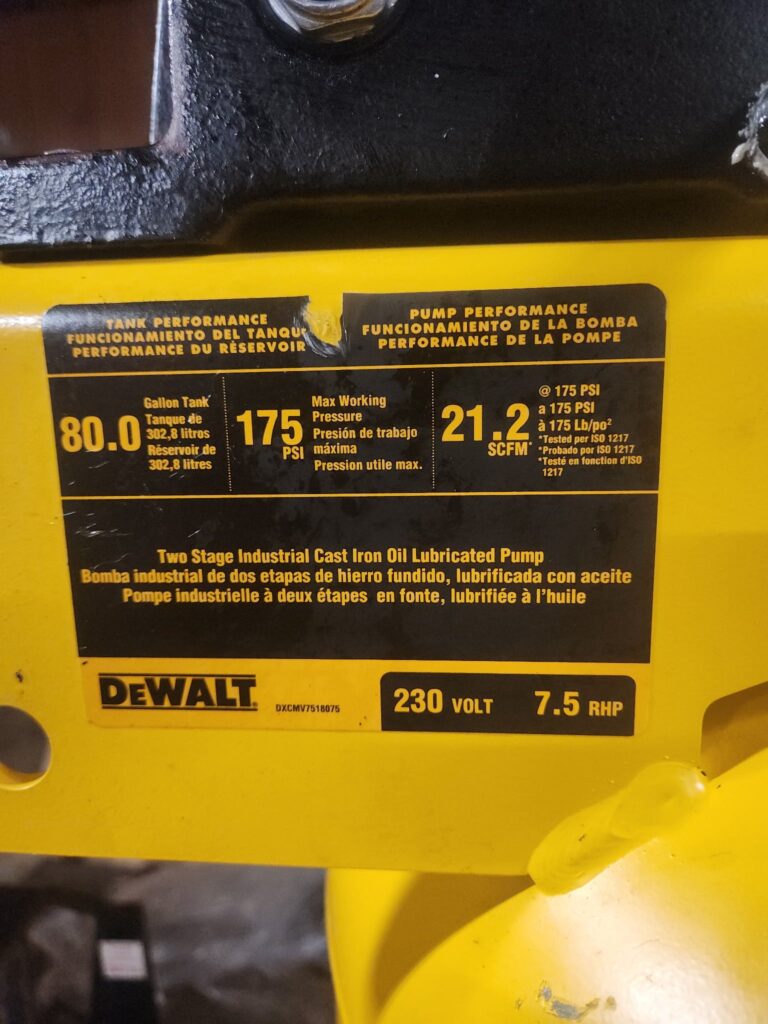 TANK PERFORMANCE
FUNCIONAMIENTO DEL TANQU
PERFORMANCE DU RÉSERVOIR
PUMP PERFORMANCE
FUNCIONAMIENTO DE LA BOMBA
PERFORMANCE DE LA POMPE
80.0
Gallon Tank
Tanque de
302,8 litros
Réservoir de
302,8 litres
175
PSI
Max Working
Pressure
Presión de trabajo
máxima
Pression utile max.
21.2
SCFM*
@ 175 PSI
a 175 PSI
à 175 Lb/po²
*Tested per ISO 1217
*Probado por ISO 1217
*Testé en fonction d'ISO
1217
Two Stage Industrial Cast Iron Oil Lubricated Pump
Bomba industrial de dos etapas de hierro fundido, lubrificada con aceite
Pompe industrielle à deux étapes en fonte, lubrifiée à l'huile
DEWALT
DXCMV7518075
230 VOLT 7.5 RHP